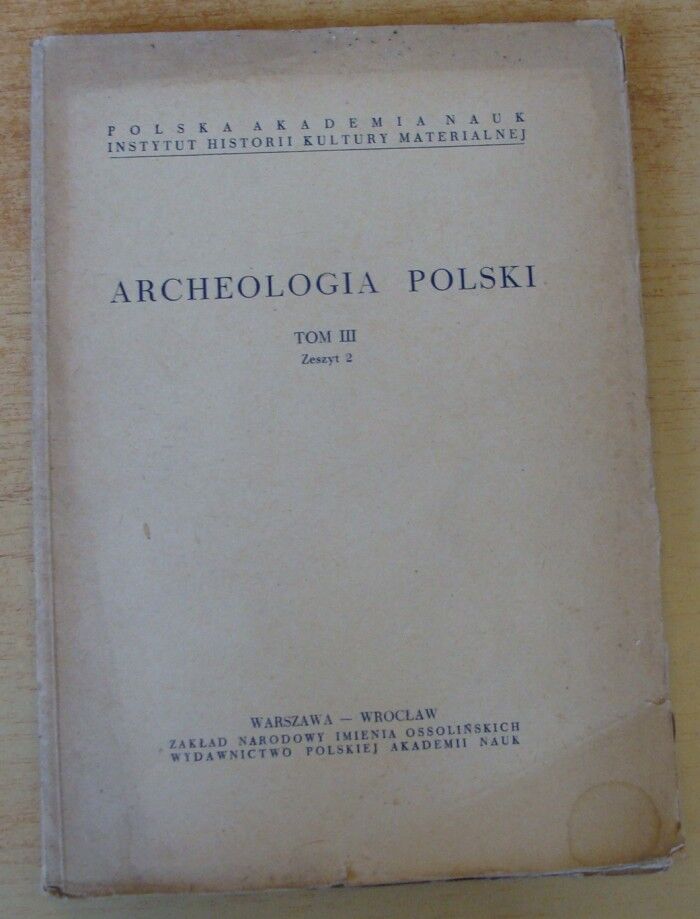 POLSKA AKADEMIA NAUK
INSTYTUT HISTORII KULTURY MATERIALNEJ
ARCHEOLOGIA POLSKI
TOM III
Zeszyt 2
WARSZAWA — WROCŁAW
ZAKŁAD NARODOWY IMIENIA OSSOLIŃSKICH
WYDAWNICTWO POLSKIEJ AKADEMII NAUK